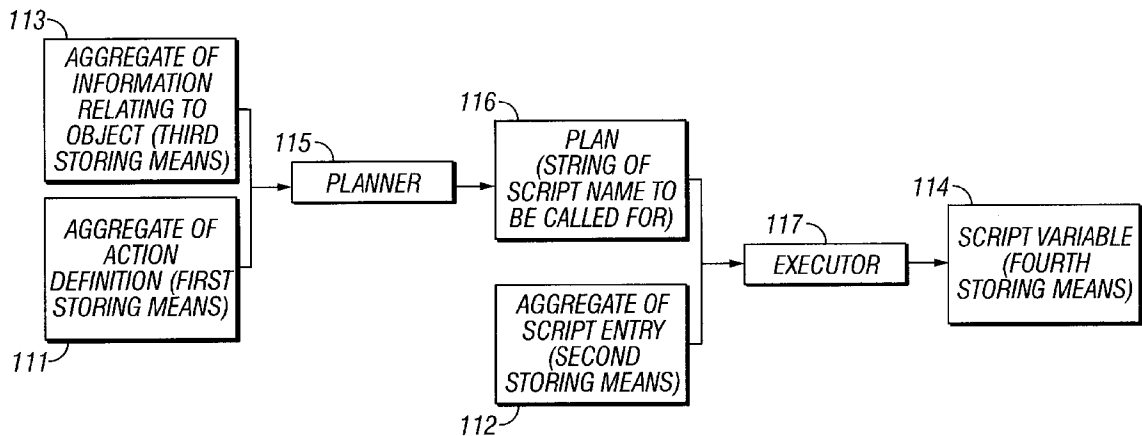 113
AGGREGATE OF
INFORMATION
RELATING TO
OBJECT (THIRD
STORING MEANS)
AGGREGATE OF
ACTION
DEFINITION (FIRST
STORING MEANS)
111
115
PLANNER
116
PLAN
(STRING OF
SCRIPT NAME TO
BE CALLED FOR)
AGGREGATE OF
SCRIPT ENTRY
(SECOND
STORING MEANS)
112
117
EXECUTOR
114
SCRIPT VARIABLE
(FOURTH
STORING MEANS)